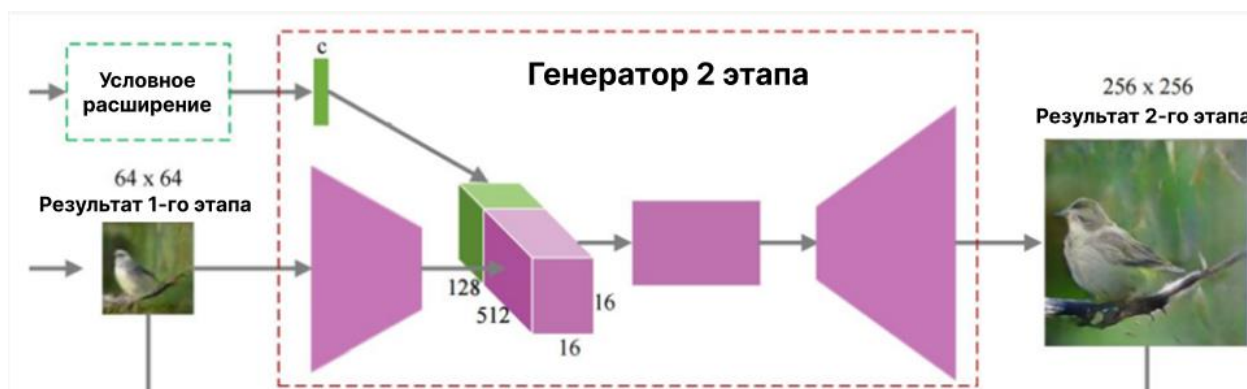 Условное
расширение
c
Генератор 2 этапа
256 x 256
Результат 2-го этапа
64 x 64
Результат 1-го этапа
128
512
16
16